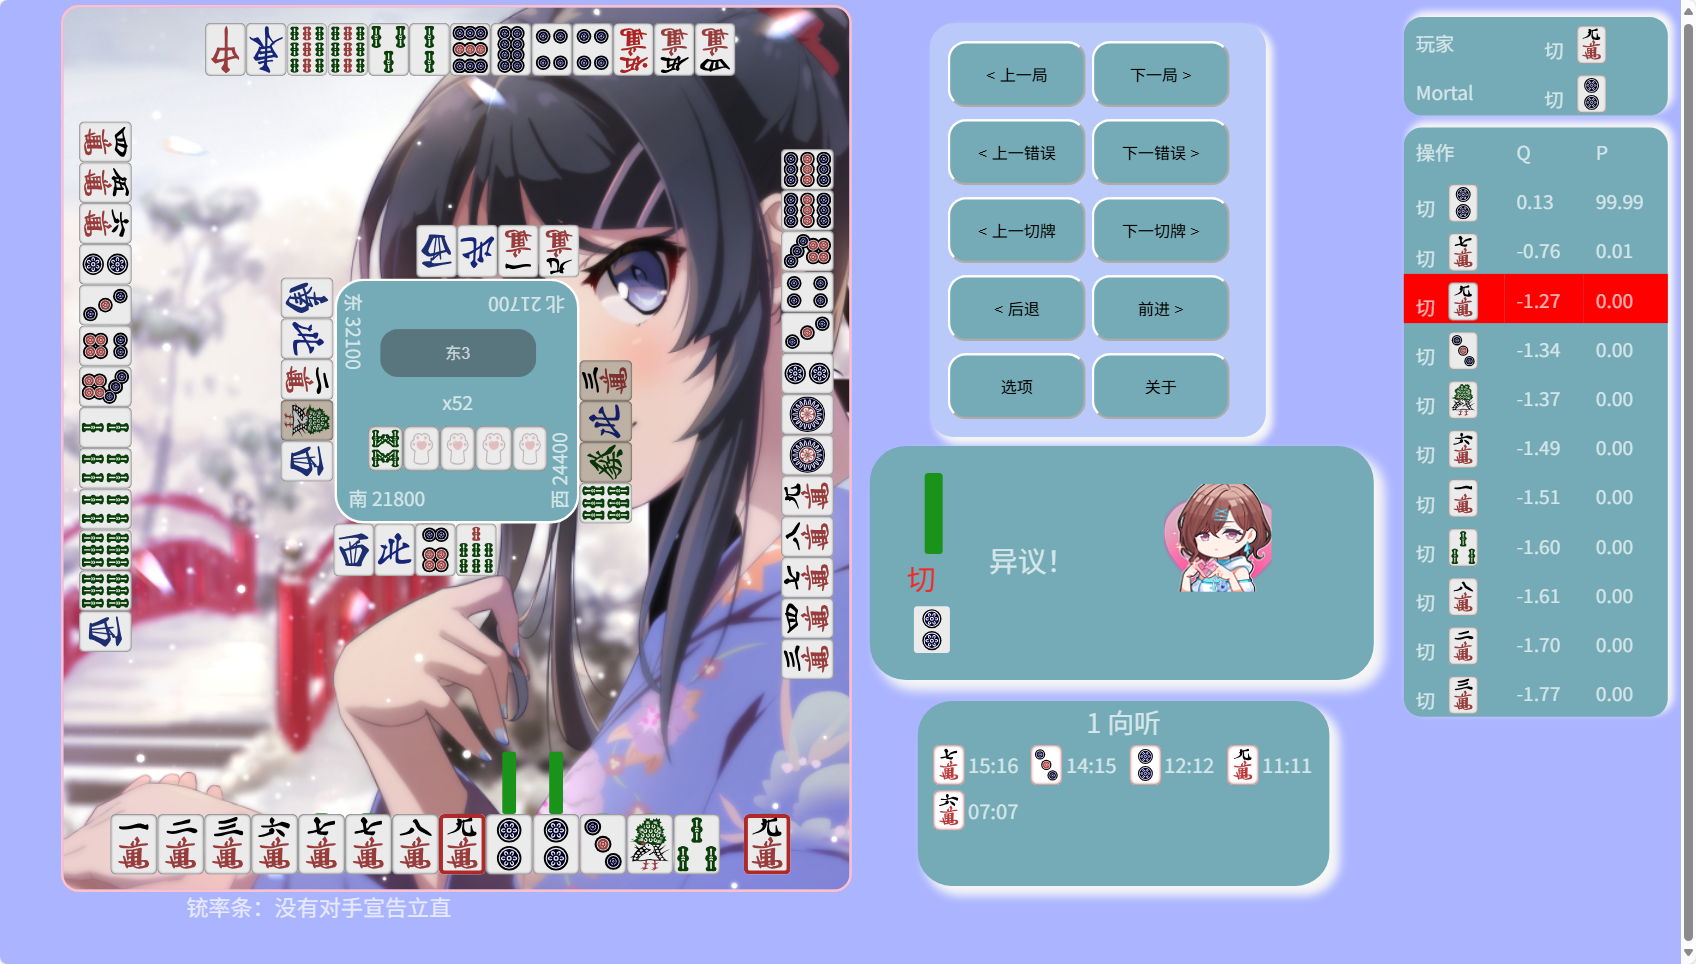 东 32100
北 21700
东3
x52
西 24400
南 21800
铳率条：没有对手宣告立直
< 上一局
下一局 >
< 上一错误
下一错误 >
< 上一切牌
下一切牌 >
< 后退
前进 >
选项
关于
切
异议！
1 向听
15:16
14:15
12:12
11:11
07:07
玩家 切
Mortal 切
操作 Q P
切 0.13 99.99
切 -0.76 0.01
切 -1.27 0.00
切 -1.34 0.00
切 -1.37 0.00
切 -1.49 0.00
切 -1.51 0.00
切 -1.60 0.00
切 -1.61 0.00
切 -1.70 0.00
切 -1.77 0.00